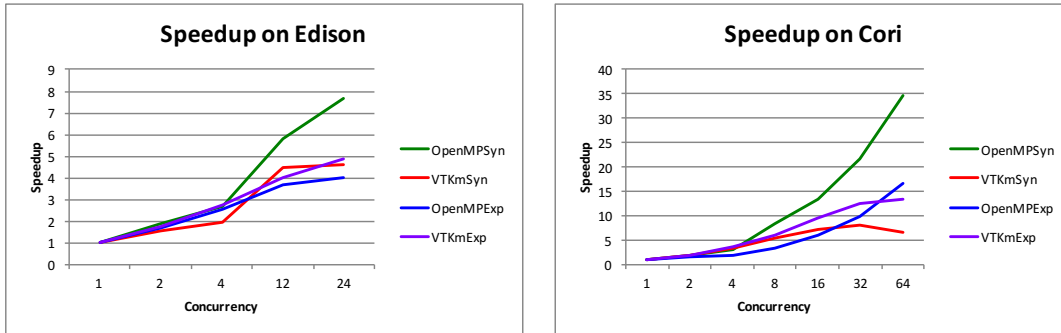 Speedup on Edison
9
8
7
6
5
4
3
2
1
0
Speedup
1 2 4 12 24
Concurrency
OpenMPSyn
VTKmSyn
OpenMPExp
VTKmExp
Speedup on Cori
40
35
30
25
20
15
10
5
0
Speedup
1 2 4 8 16 32 64
Concurrency
OpenMPSyn
VTKmSyn
OpenMPExp
VTKmExp